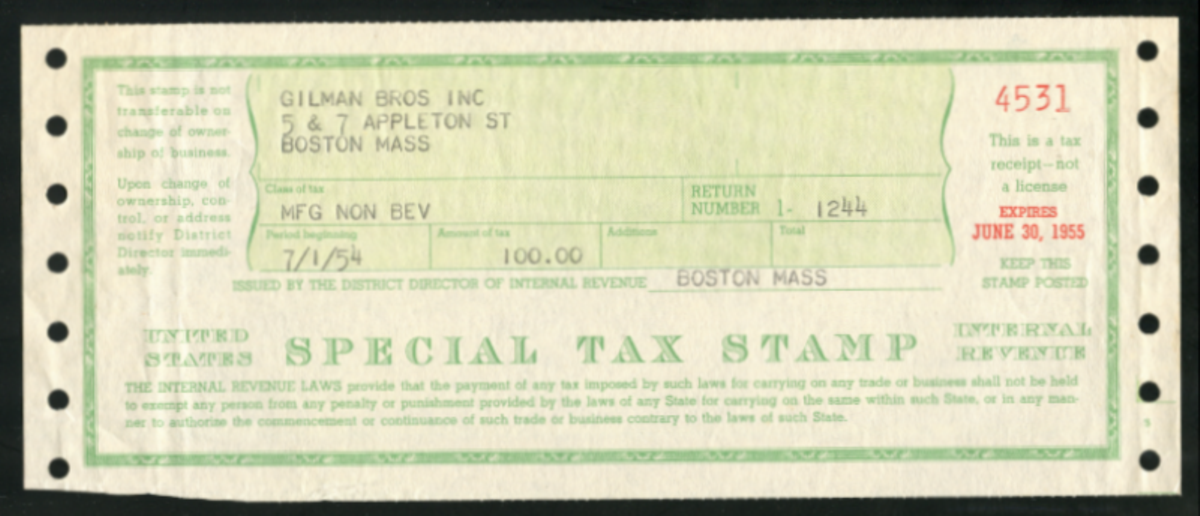 This stamp is not
transferable on
change of owner-
ship of business.
Upon change of
ownership, con-
trol, or address
notify District
Director immedi-
ately.
GILMAN BROS INC
5 & 7 APPLETON ST
BOSTON MASS
Class of tax
MFG NON BEV
RETURN
NUMBER 1- 1244
Period beginning
7/1/54
Amount of tax
100.00
Additions
Total
4531
This is a tax
receipt—not
a license
EXPIRES
JUNE 30, 1955
KEEP THIS
STAMP POSTED
ISSUED BY THE DISTRICT DIRECTOR OF INTERNAL REVENUE BOSTON MASS
UNITED
STATES
SPECIAL TAX STAMP
INTERNAL
REVENUE
THE INTERNAL REVENUE LAWS provide that the payment of any tax imposed by such laws for carrying on any trade or business shall not be held
to exempt any person from any penalty or punishment provided by the laws of any State for carrying on the same within such State, or in any man-
ner to authorize the commencement or continuance of such trade or business contrary to the laws of such State.